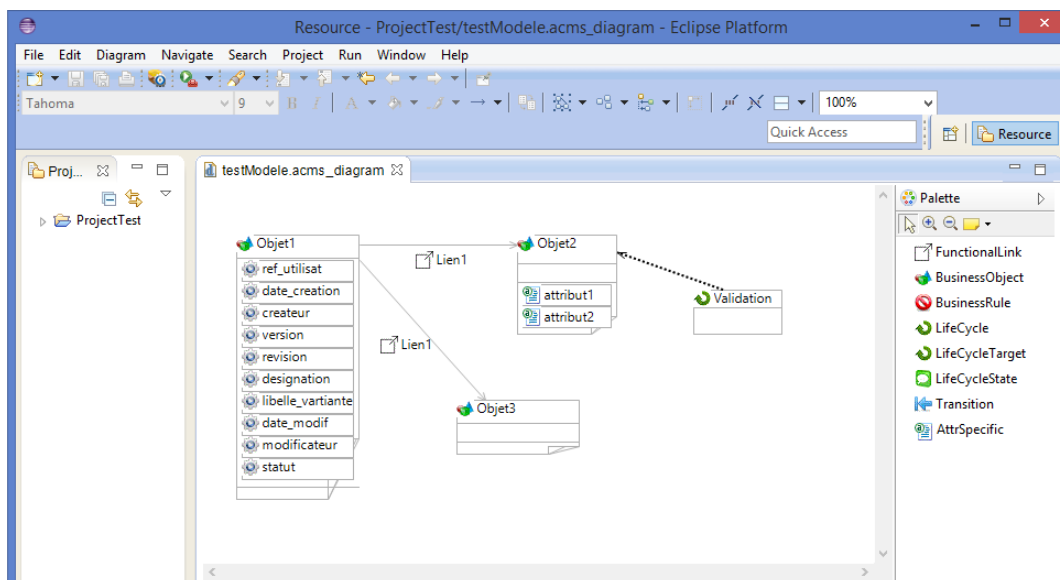 Resource - ProjectTest/testModele.acms_diagram - Eclipse Platform
File Edit Diagram Navigate Search Project Run Window Help
Tahoma 9 B I A 100%
Quick Access Resource
Proj... testModele.acms_diagram
ProjectTest
Palette
Objet1
ref_utilisat
date_creation
createur
version
revision
designation
libelle_vartiante
date_modif
modificateur
statut
Lien1
Lien1
Objet2
attribut1
attribut2
Validation
Objet3
FunctionalLink
BusinessObject
BusinessRule
LifeCycle
LifeCycleTarget
LifeCycleState
Transition
AttrSpecific